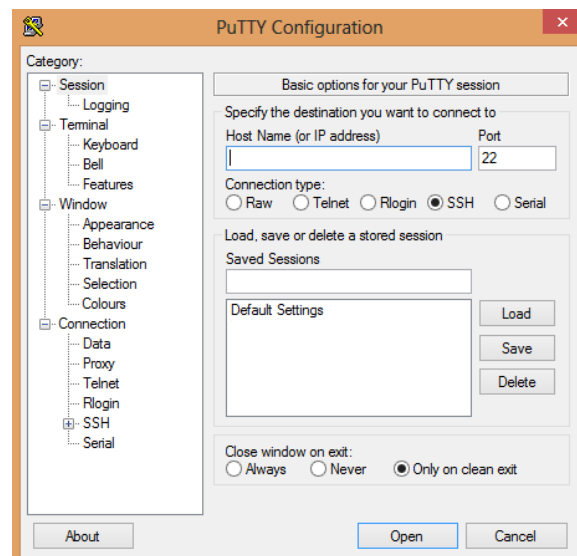 PuTTY Configuration
Category:
Session
Logging
Terminal
Keyboard
Bell
Features
Window
Appearance
Behaviour
Translation
Selection
Colours
Connection
Data
Proxy
Telnet
Rlogin
SSH
Serial
Basic options for your PuTTY session
Specify the destination you want to connect to
Host Name (or IP address) Port
22
Connection type:
Raw Telnet Rlogin SSH Serial
Load, save or delete a stored session
Saved Sessions
Default Settings
Load
Save
Delete
Close window on exit:
Always Never Only on clean exit
About Open Cancel